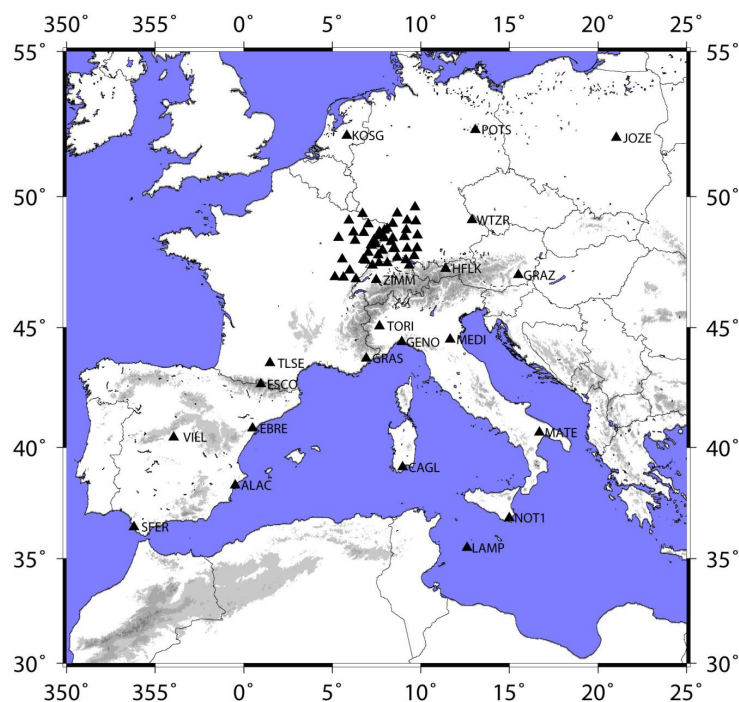 350° 355° 0° 5° 10° 15° 20° 25°
55° 55°
KOSG
POTS
JOZE
50° 50°
WTZR
HFLK
GRAZ
ZIMM
45° 45°
TORI
GENO
MEDI
GRAS
TLSE
ESCO
EBRE
VILL
MATE
40° 40°
CAGL
ALAC
NOT1
SFER
LAMP
35° 35°
30° 30°
350° 355° 0° 5° 10° 15° 20° 25°